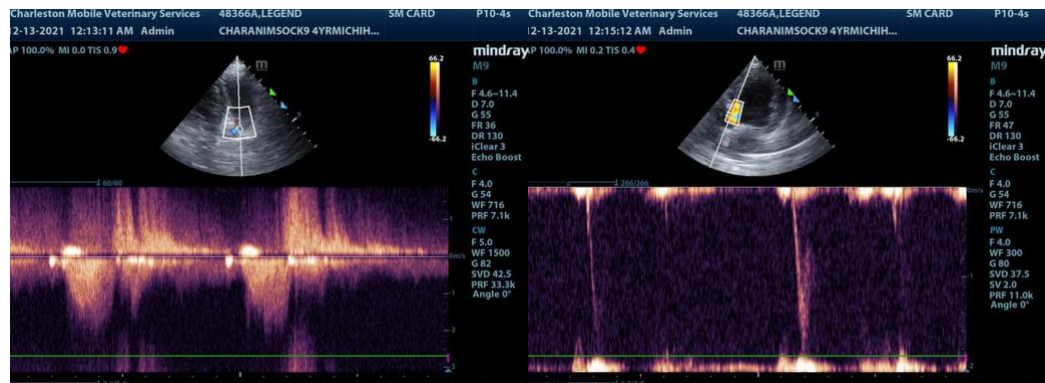 Charleston Mobile Veterinary Services 48366A,LEGEND SM CARD P10-4s
12-13-2021 12:13:11 AM Admin CHARANIMSOCK9 4YRMICHIH...
AP 100.0% MI 0.0 TIS 0.9
mindray
M9
m
66.2
-66.2
B
F 4.6~11.4
D 7.0
G 55
FR 36
DR 130
iClear 3
Echo Boost
C
F 4.0
G 54
WF 716
PRF 7.1k
CW
F 5.0
WF 1500
G 82
SVD 42.5
PRF 33.3k
Angle 0°
60/60
1
0m/s
-1
-2
Charleston Mobile Veterinary Services 48366A,LEGEND SM CARD P10-4s
12-13-2021 12:15:12 AM Admin CHARANIMSOCK9 4YRMICHIH...
AP 100.0% MI 0.2 TIS 0.4
mindray
M9
m
66.2
-66.2
B
F 4.6~11.4
D 7.0
G 55
FR 47
DR 130
iClear 3
Echo Boost
C
F 4.0
G 54
WF 716
PRF 7.1k
PW
F 4.0
WF 300
G 80
SVD 37.5
SV 2.0
PRF 11.0k
Angle 0°
266/266
0m/s
-1
-2